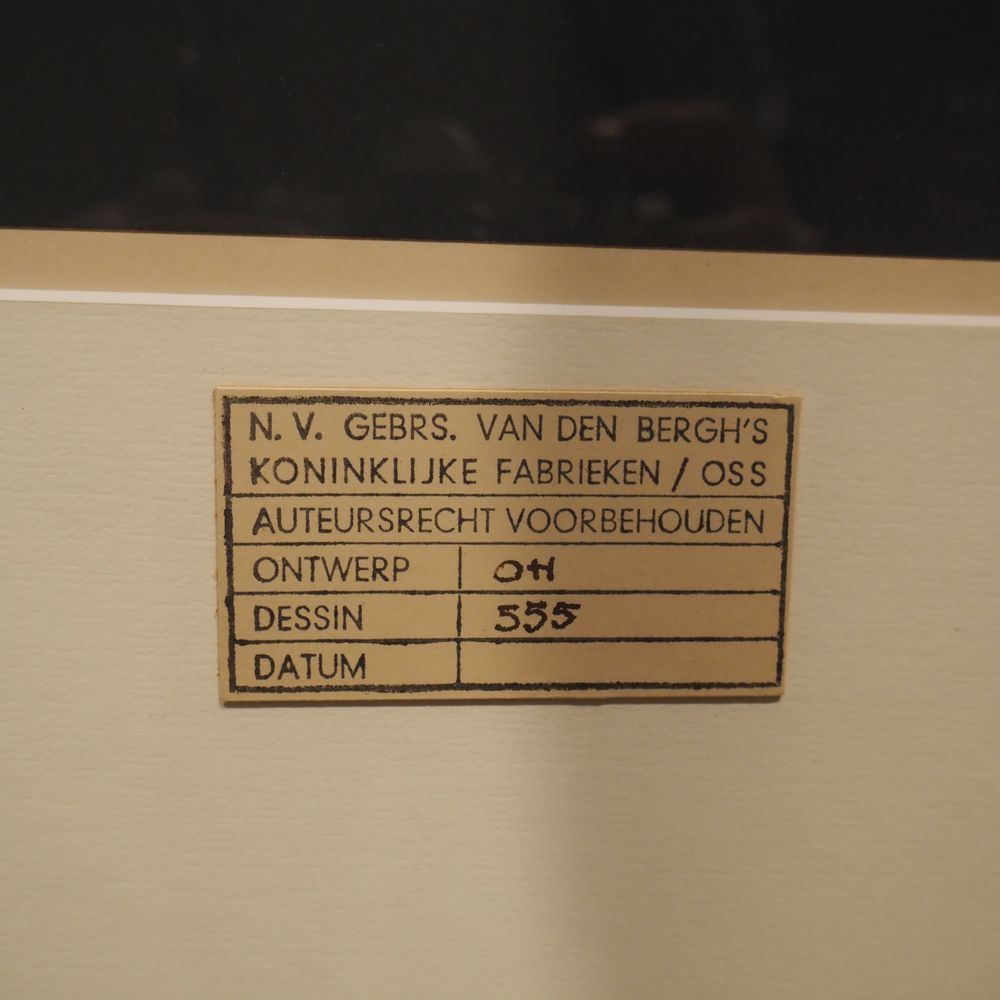 N. V. GEBRS. VAN DEN BERGH'S
KONINKLIJKE FABRIEKEN / OSS
AUTEURSRECHT VOORBEHOUDEN
ONTWERP OH
DESSIN 555
DATUM